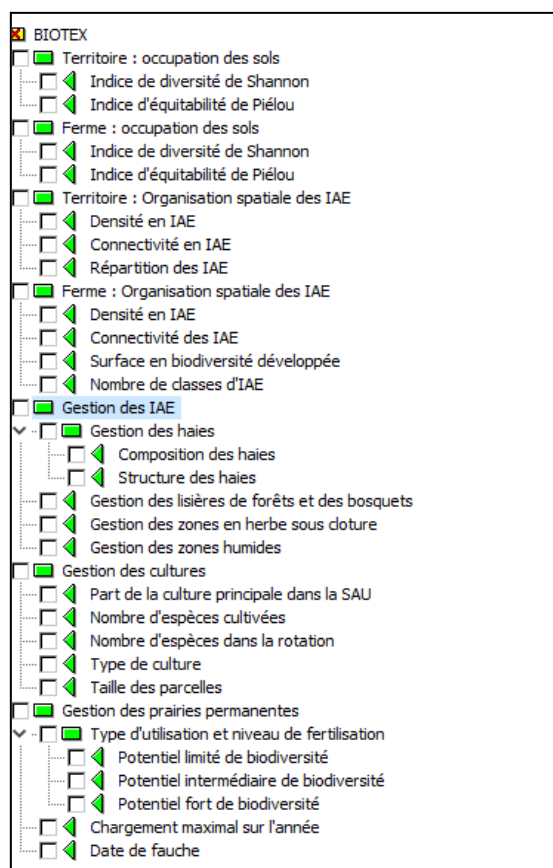 BIOTEX
Territoire : occupation des sols
Indice de diversité de Shannon
Indice d'équitabilité de Piélou
Ferme : occupation des sols
Indice de diversité de Shannon
Indice d'équitabilité de Piélou
Territoire : Organisation spatiale des IAE
Densité en IAE
Connectivité en IAE
Répartition des IAE
Ferme : Organisation spatiale des IAE
Densité en IAE
Connectivité des IAE
Surface en biodiversité développée
Nombre de classes d'IAE
Gestion des IAE
Gestion des haies
Composition des haies
Structure des haies
Gestion des lisières de forêts et des bosquets
Gestion des zones en herbe sous cloture
Gestion des zones humides
Gestion des cultures
Part de la culture principale dans la SAU
Nombre d'espèces cultivées
Nombre d'espèces dans la rotation
Type de culture
Taille des parcelles
Gestion des prairies permanentes
Type d'utilisation et niveau de fertilisation
Potentiel limité de biodiversité
Potentiel intermédiaire de biodiversité
Potentiel fort de biodiversité
Chargement maximal sur l'année
Date de fauche